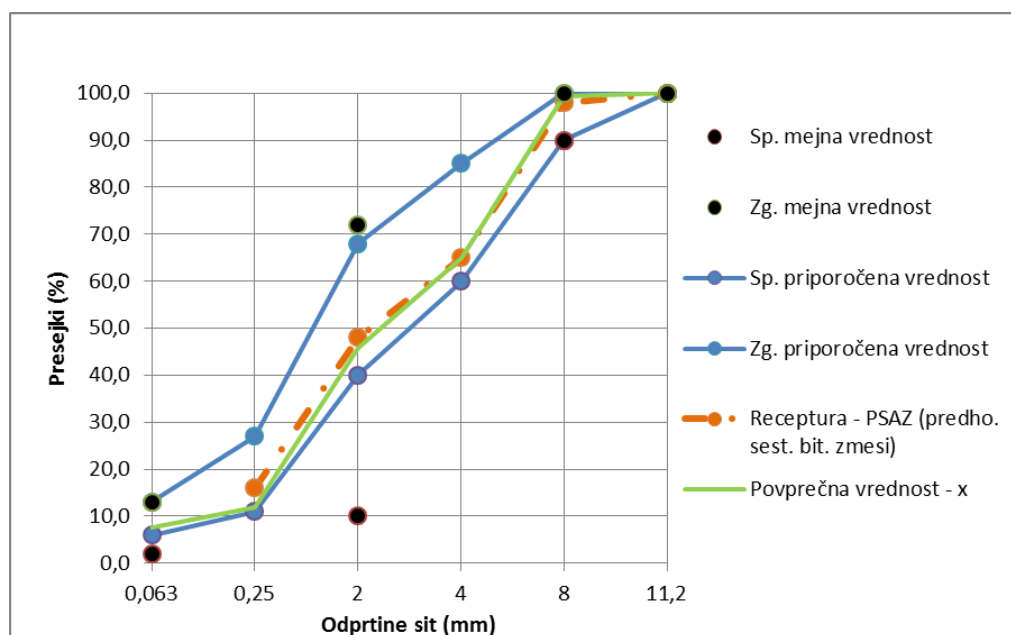 100,0
90,0
80,0
70,0
60,0
50,0
40,0
30,0
20,0
10,0
0,0
Presejki (%)
0,063
0,25
2
4
8
11,2
Odprtine sit (mm)
Sp. mejna vrednost
Zg. mejna vrednost
Sp. priporočena vrednost
Zg. priporočena vrednost
Receptura - PSAZ (predho.
sest. bit. zmesi)
Povprečna vrednost - x